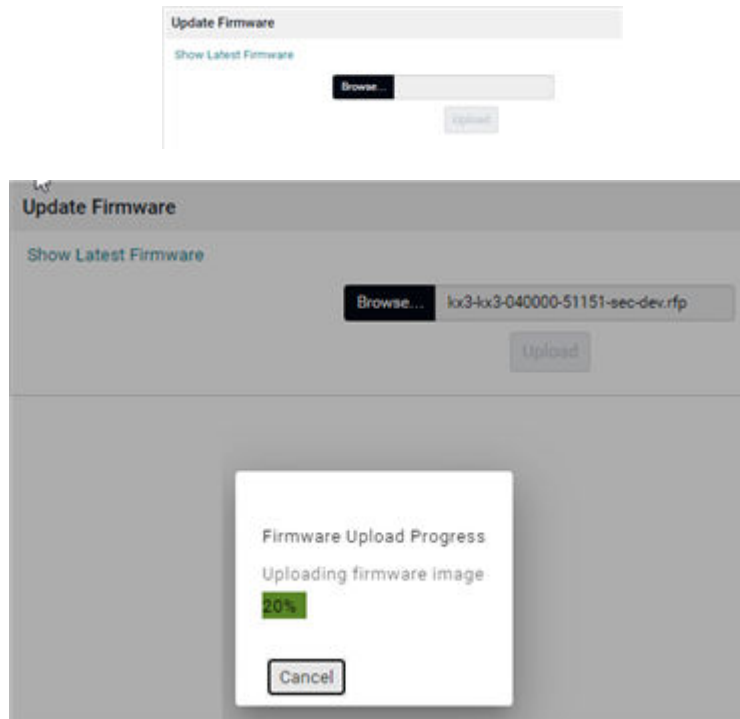 Update Firmware
Show Latest Firmware
Browse...
Upload
Update Firmware
Show Latest Firmware
Browse... kx3-kx3-040000-51151-sec-dev.rfp
Upload
Firmware Upload Progress
Uploading firmware image
20%
Cancel